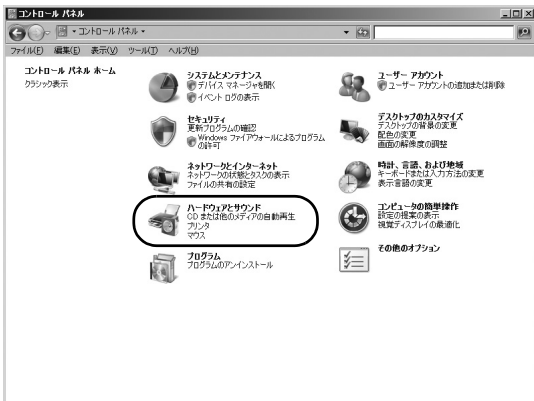 コントロール パネル
コントロール パネル
ファイル(F) 編集(E) 表示(V) ツール(T) ヘルプ(H)
コントロール パネル ホーム
クラシック表示
システムとメンテナンス
デバイス マネージャを開く
イベント ログの表示
セキュリティ
更新プログラムの確認
Windows ファイアウォールによるプログラム
の許可
ネットワークとインターネット
ネットワークの状態とタスクの表示
ファイルの共有の設定
ハードウェアとサウンド
CD または他のメディアの自動再生
プリンタ
マウス
プログラム
プログラムのアンインストール
ユーザー アカウント
ユーザー アカウントの追加または削除
デスクトップのカスタマイズ
デスクトップの背景の変更
配色の変更
画面の解像度の調整
時計、言語、および地域
キーボードまたは入力方法の変更
表示言語の変更
コンピュータの簡単操作
設定の提案の表示
視覚ディスプレイの最適化
その他のオプション